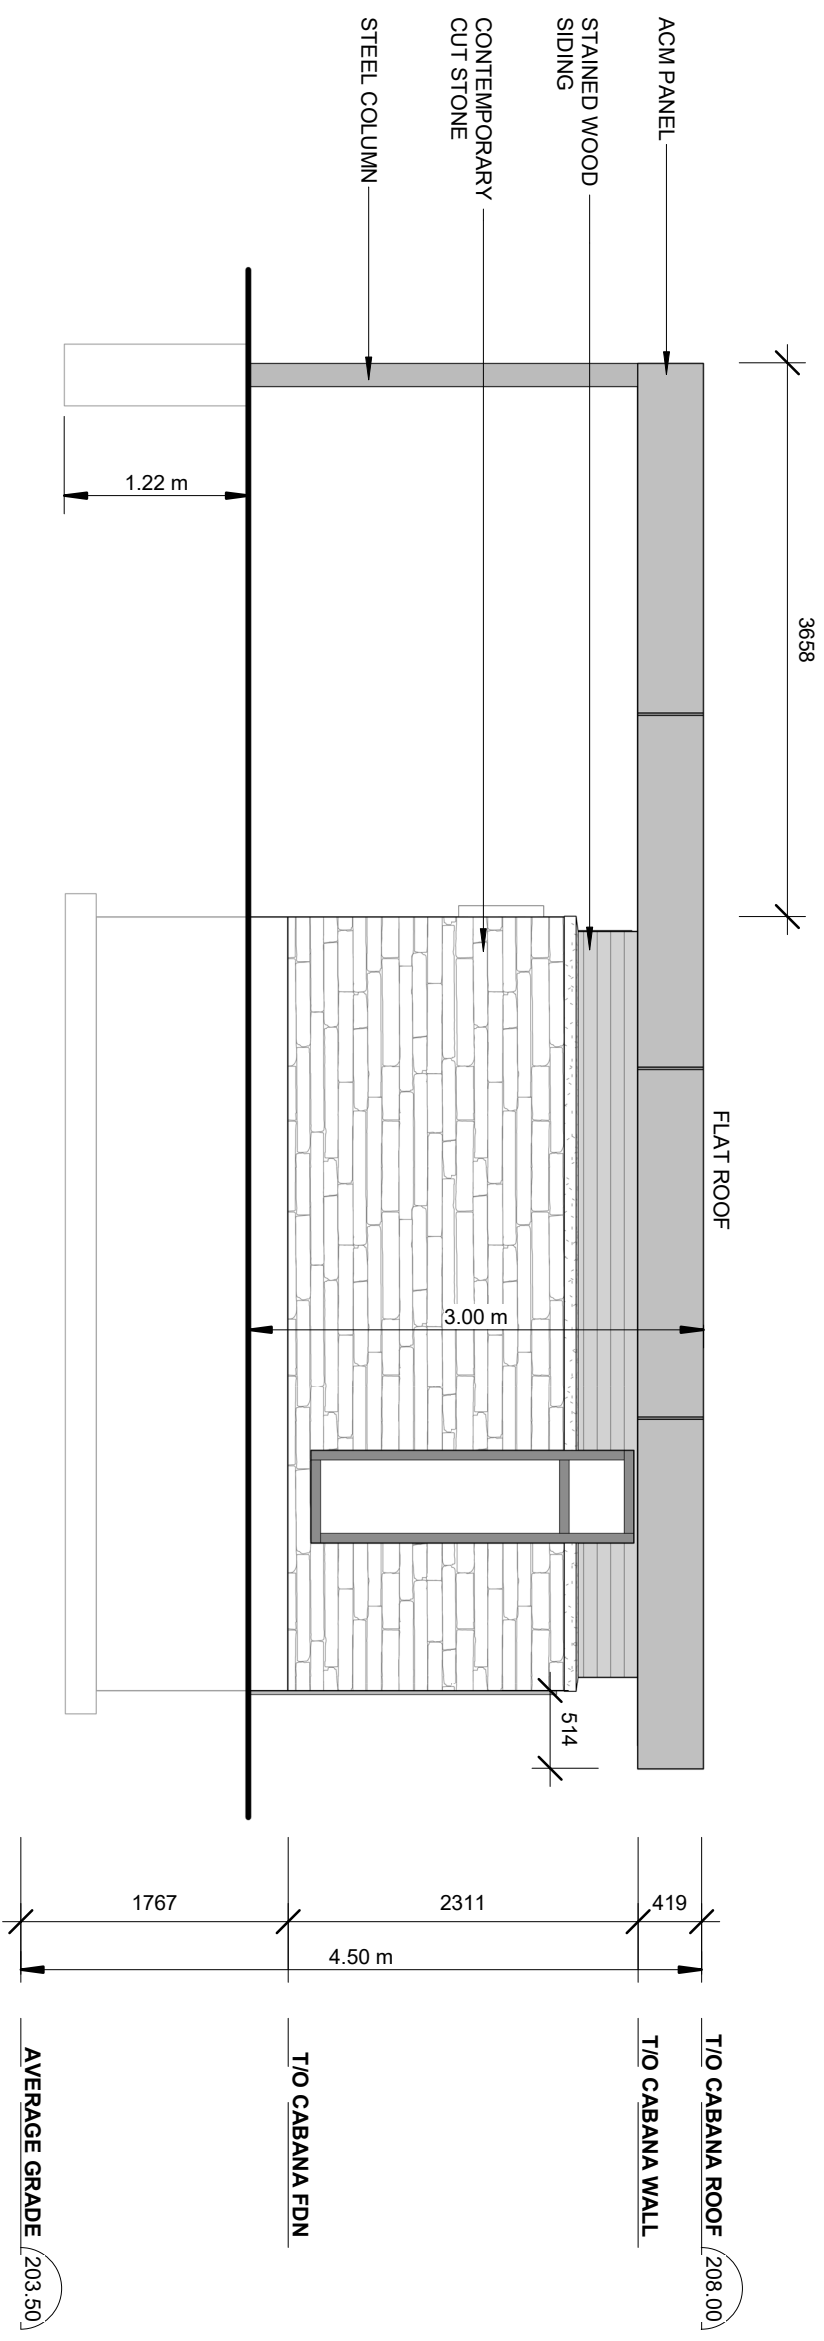 ACM PANEL
STAINED WOOD
SIDING
CONTEMPORARY
CUT STONE
STEEL COLUMN
3658
FLAT ROOF
1.22 m
3.00 m
514
419
2311
1767
4.50 m
T/O CABANA ROOF
208.00
T/O CABANA WALL
T/O CABANA FDN
AVERAGE GRADE
203.50